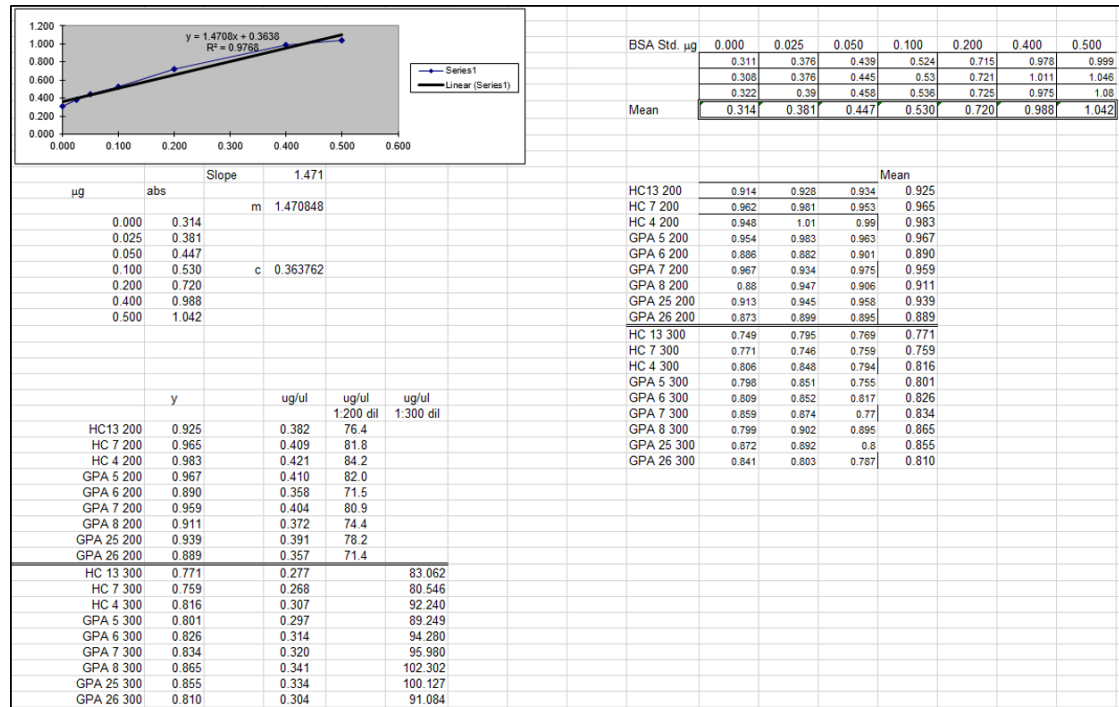 1.200
1.000
0.800
0.600
0.400
0.200
0.000
y = 1.4708x + 0.3638
R² = 0.9768
0.000 0.100 0.200 0.300 0.400 0.500 0.600
Series1
Linear (Series1)
BSA Std. µg 0.000 0.025 0.050 0.100 0.200 0.400 0.500
0.311 0.376 0.439 0.524 0.715 0.978 0.999
0.308 0.376 0.445 0.53 0.721 1.011 1.046
0.322 0.39 0.458 0.536 0.725 0.975 1.08
Mean 0.314 0.381 0.447 0.530 0.720 0.988 1.042
Slope 1.471
µg abs
m 1.470848
0.000 0.314
0.025 0.381
0.050 0.447
0.100 0.530 c 0.363762
0.200 0.720
0.400 0.988
0.500 1.042
Mean
HC13 200 0.914 0.928 0.934 0.925
HC 7 200 0.962 0.981 0.953 0.965
HC 4 200 0.948 1.01 0.99 0.983
GPA 5 200 0.954 0.983 0.963 0.967
GPA 6 200 0.886 0.882 0.901 0.890
GPA 7 200 0.967 0.934 0.975 0.959
GPA 8 200 0.88 0.947 0.906 0.911
GPA 25 200 0.913 0.945 0.958 0.939
GPA 26 200 0.873 0.899 0.895 0.889
HC 13 300 0.749 0.795 0.769 0.771
HC 7 300 0.771 0.746 0.759 0.759
HC 4 300 0.806 0.848 0.794 0.816
GPA 5 300 0.798 0.851 0.755 0.801
GPA 6 300 0.809 0.852 0.817 0.826
GPA 7 300 0.859 0.874 0.77 0.834
GPA 8 300 0.799 0.902 0.895 0.865
GPA 25 300 0.872 0.892 0.8 0.855
GPA 26 300 0.841 0.803 0.787 0.810
y ug/ul ug/ul ug/ul
1:200 dil 1:300 dil
HC13 200 0.925 0.382 76.4
HC 7 200 0.965 0.409 81.8
HC 4 200 0.983 0.421 84.2
GPA 5 200 0.967 0.410 82.0
GPA 6 200 0.890 0.358 71.5
GPA 7 200 0.959 0.404 80.9
GPA 8 200 0.911 0.372 74.4
GPA 25 200 0.939 0.391 78.2
GPA 26 200 0.889 0.357 71.4
HC 13 300 0.771 0.277 83.062
HC 7 300 0.759 0.268 80.546
HC 4 300 0.816 0.307 92.240
GPA 5 300 0.801 0.297 89.249
GPA 6 300 0.826 0.314 94.280
GPA 7 300 0.834 0.320 95.980
GPA 8 300 0.865 0.341 102.302
GPA 25 300 0.855 0.334 100.127
GPA 26 300 0.810 0.304 91.084